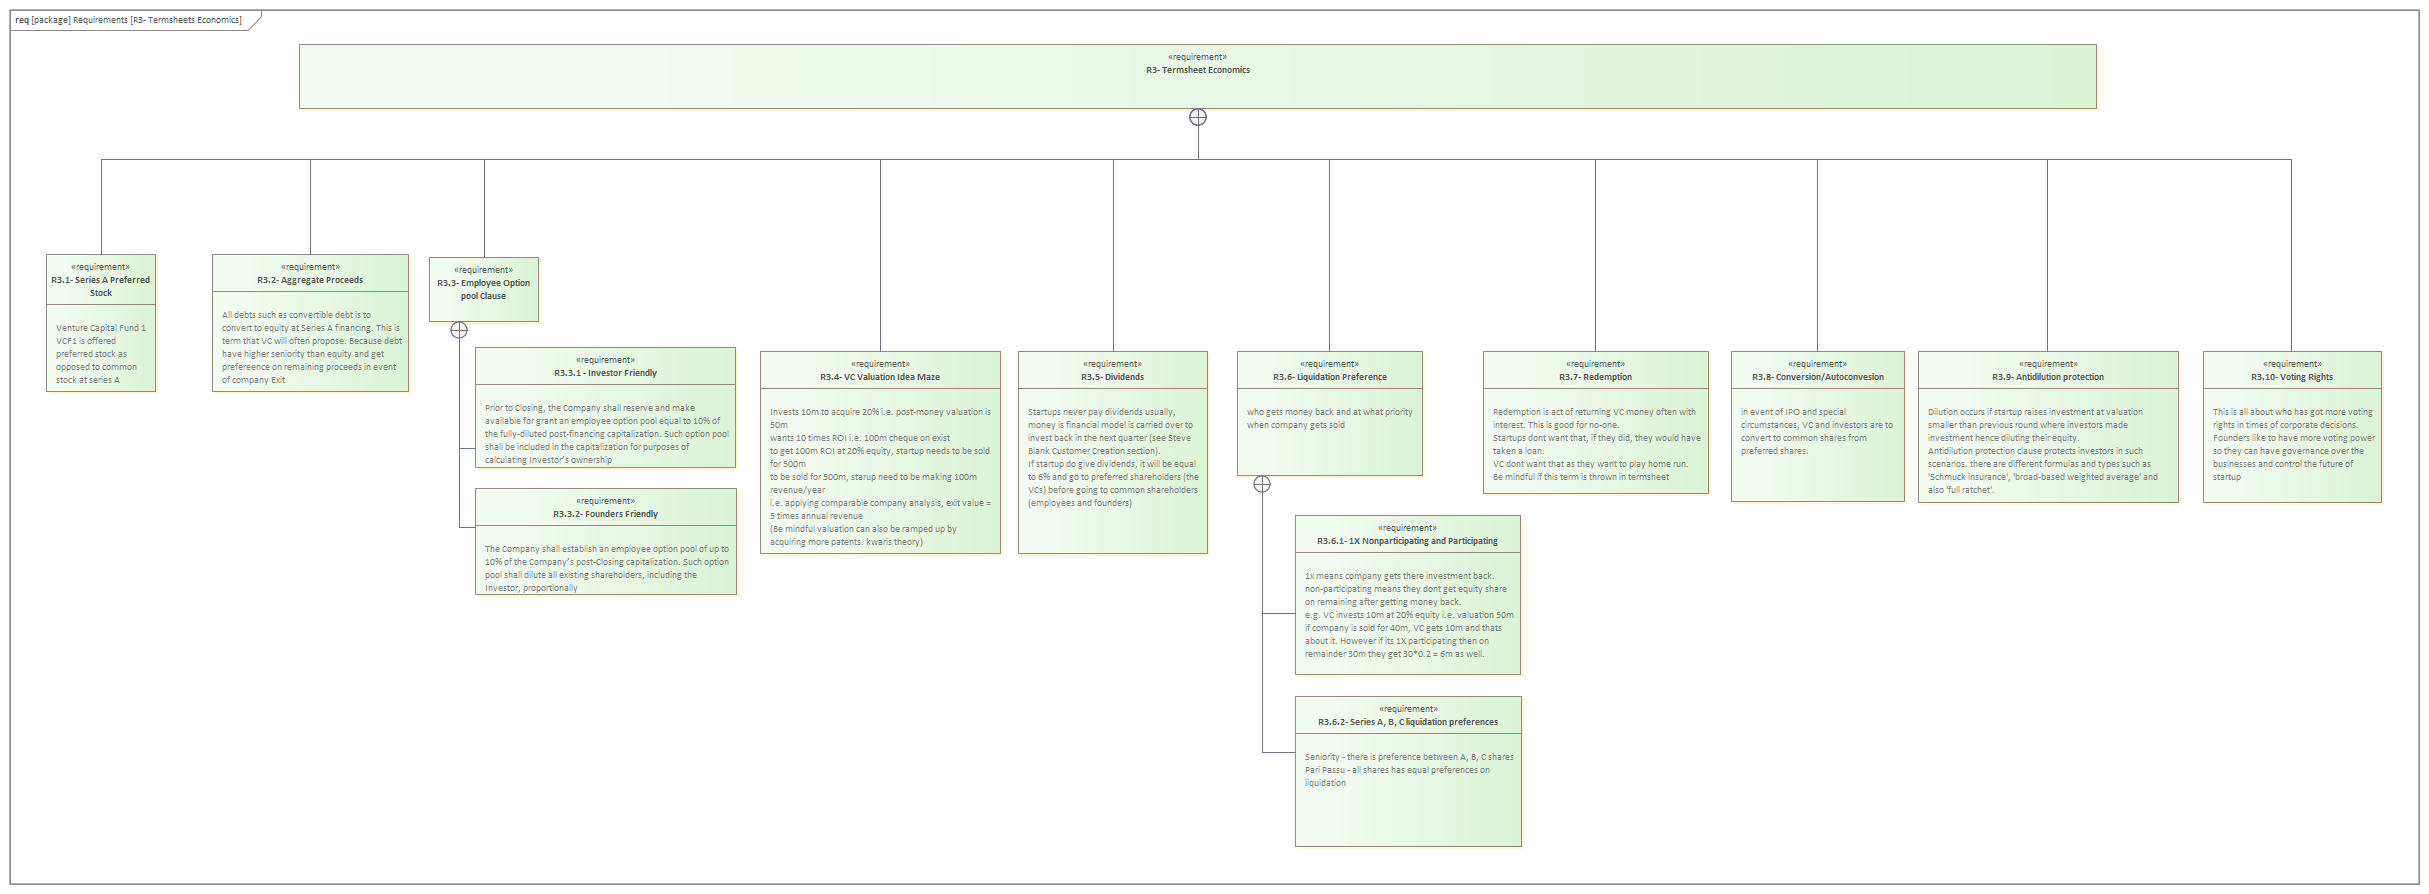 req [package] Requirements [R3- Termsheets Economics]
«requirement»
R3- Termsheet Economics
«requirement»
R3.1- Series A Preferred
Stock
Venture Capital Fund 1
VCF1 is offered
preferred stock as
opposed to common
stock at series A
«requirement»
R3.2- Aggregate Proceeds
All debts such as convertible debt is to
convert to equity at Series A financing. This is
term that VC will often propose. Because debt
have higher seniority than equity and get
prefereence on remaining proceeds in event
of company Exit
«requirement»
R3.3- Employee Option
pool Clause
«requirement»
R3.3.1 - Investor Friendly
Prior to Closing, the Company shall reserve and make
available for grant an employee option pool equal to 10% of
the fully-diluted post-financing capitalization. Such option pool
shall be included in the capitalization for purposes of
calculating Investor's ownership
«requirement»
R3.3.2- Founders Friendly
The Company shall establish an employee option pool of up to
10% of the Company's post-Closing capitalization. Such option
pool shall dilute all existing shareholders, including the
Investor, proportionally
«requirement»
R3.4- VC Valuation Idea Maze
Invests 10m to acquire 20% i.e. post-money valuation is
50m
wants 10 times ROI i.e. 100m cheque on exist
to get 100m ROI at 20% equity, startup needs to be sold
for 500m
to be sold for 500m, starup need to be making 100m
revenue/year
i.e. applying comparable company analysis, exit value =
5 times annual revenue
(Be mindful valuation can also be ramped up by
acquiring more patents. kwaris theory)
«requirement»
R3.5- Dividends
Startups never pay dividends usually,
money is financial model is carried over to
invest back in the next quarter (see Steve
Blank Customer Creation section).
If startup do give dividends, it will be equal
to 6% and go to preferred shareholders (the
VCs) before going to common shareholders
(employees and founders)
«requirement»
R3.6- Liquidation Preference
who gets money back and at what priority
when company gets sold
«requirement»
R3.6.1- 1X Nonparticipating and Participating
1x means company gets there investment back.
non-participating means they dont get equity share
on remaining after getting money back.
e.g. VC invests 10m at 20% equity i.e. valuation 50m
if company is sold for 40m, VC gets 10m and thats
about it. However if its 1X participating then on
remainder 30m they get 30*0.2 = 6m as well.
«requirement»
R3.6.2- Series A, B, C liquidation preferences
Seniority - there is preference between A, B, C shares
Pari Passu - all shares has equal preferences on
liquidation
«requirement»
R3.7- Redemption
Redemption is act of returning VC money often with
interest. This is good for no-one.
Startups dont want that, if they did, they would have
taken a loan.
VC dont want that as they want to play home run.
Be mindful if this term is thrown in termsheet
«requirement»
R3.8- Conversion/Autoconvesion
in event of IPO and special
circumstances, VC and investors are to
convert to common shares from
preferred shares.
«requirement»
R3.9- Antidilution protection
Dilution occurs if startup raises investment at valuation
smaller than previous round where investors made
investment hence diluting their equity.
Antidilution protection clause protects investors in such
scenarios. there are different formulas and types such as
'Schmuck insurance', 'broad-based weighted average' and
also 'full ratchet'.
«requirement»
R3.10- Voting Rights
This is all about who has got more voting
rights in times of corporate decisions.
Founders like to have more voting power
so they can have governance over the
businesses and control the future of
startup